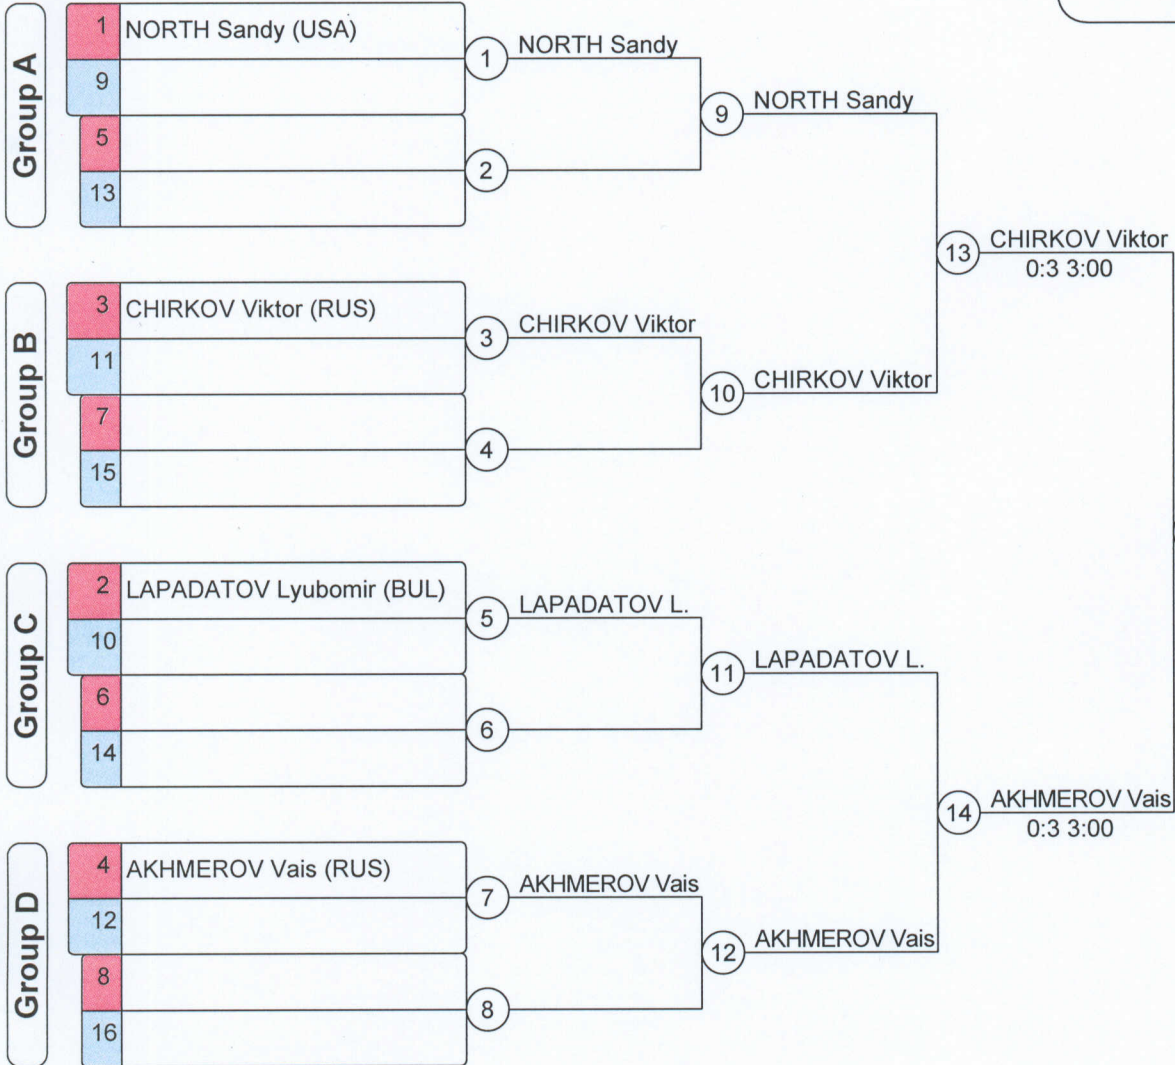 Group A
1 NORTH Sandy (USA)
9
5
13
1 NORTH Sandy
2
9 NORTH Sandy
Group B
3 CHIRKOV Viktor (RUS)
11
7
15
3 CHIRKOV Viktor
4
10 CHIRKOV Viktor
13 CHIRKOV Viktor
0:3 3:00
Group C
2 LAPADATOV Lyubomir (BUL)
10
6
14
5 LAPADATOV L.
6
11 LAPADATOV L.
Group D
4 AKHMEROV Vais (RUS)
12
8
16
7 AKHMEROV Vais
8
12 AKHMEROV Vais
14 AKHMEROV Vais
0:3 3:00